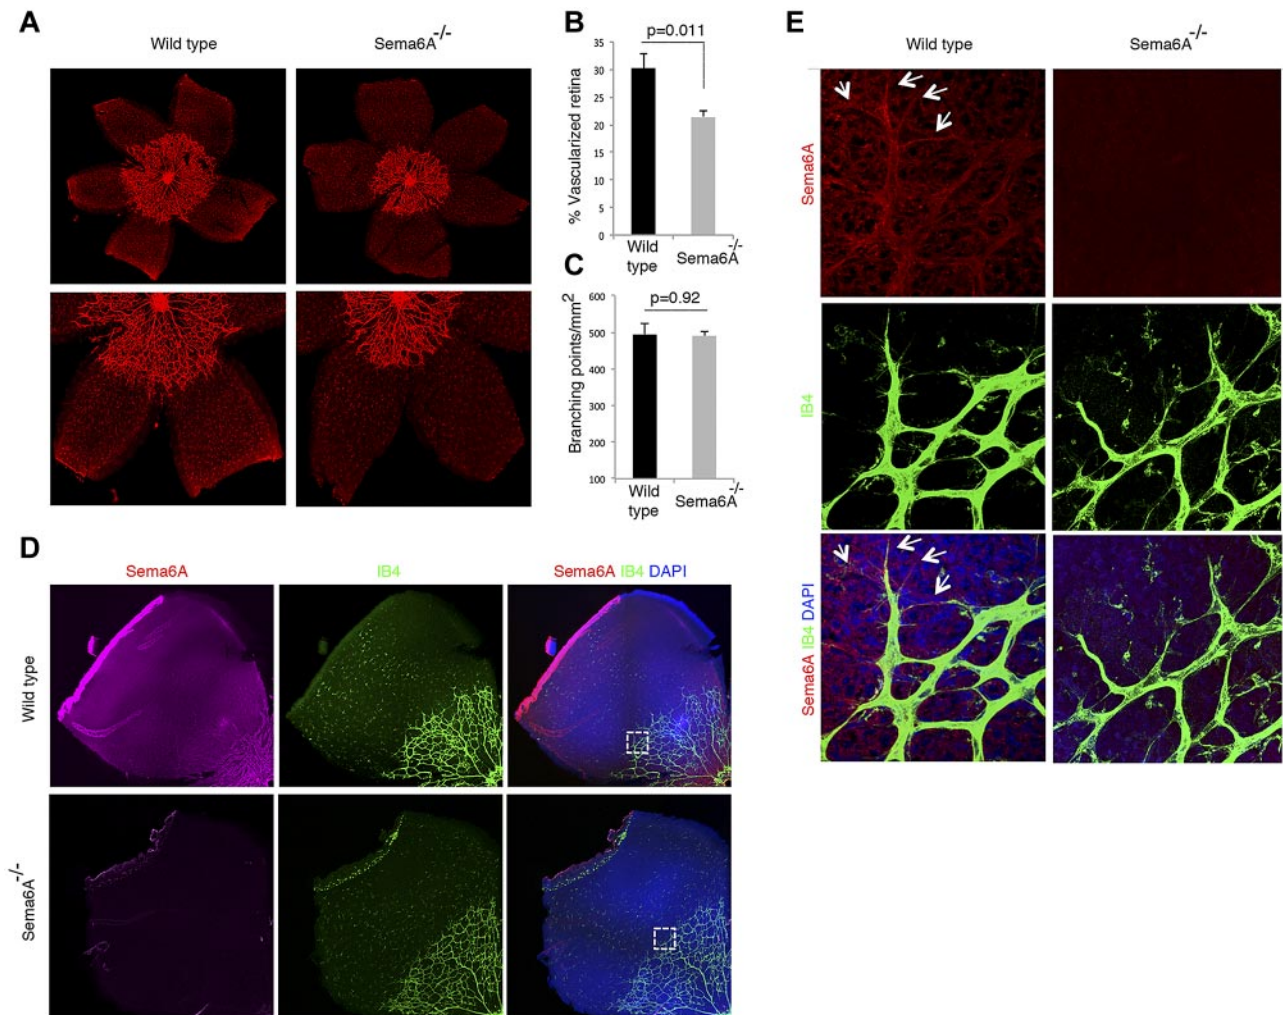 A
Wild type
Sema6A-/-
B
p=0.011
% Vascularized retina
35
30
25
20
15
10
5
0
Wild type
Sema6A-/-
C
p=0.92
Branching points/mm2
600
500
400
300
200
100
Wild type
Sema6A-/-
D
Sema6A
IB4
Sema6A IB4 DAPI
Wild type
Sema6A-/-
E
Wild type
Sema6A-/-
Sema6A
IB4
Sema6A IB4 DAPI